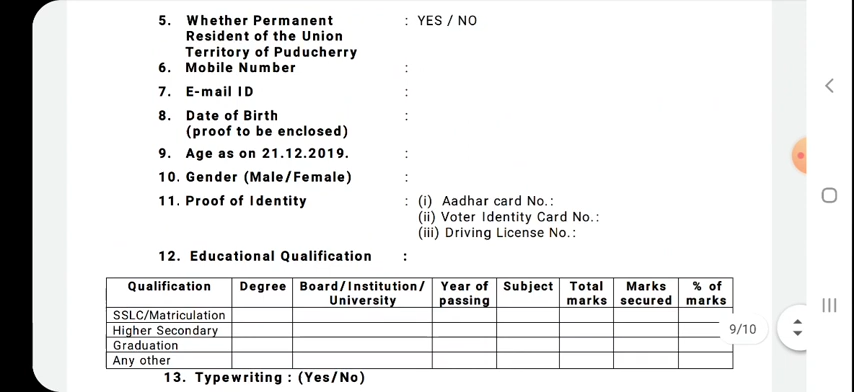 5. Whether Permanent : YES / NO
Resident of the Union
Territory of Puducherry
6. Mobile Number :
7. E-mail ID :
8. Date of Birth :
(proof to be enclosed)
9. Age as on 21.12.2019. :
10. Gender (Male/Female) :
11. Proof of Identity : (i) Aadhar card No.:
(ii) Voter Identity Card No.:
(iii) Driving License No.:
12. Educational Qualification :
Qualification Degree Board/Institution/ Year of Subject Total Marks % of
University passing marks secured marks
SSLC/Matriculation
Higher Secondary
9/10
Graduation
Any other
13. Typewriting : (Yes/No)